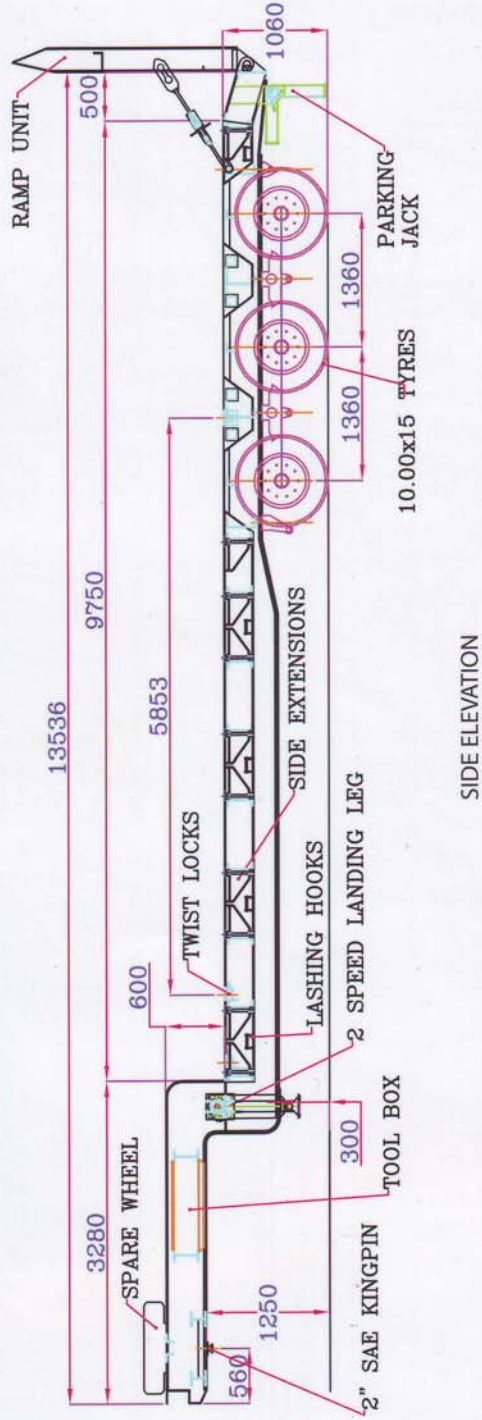 RAMP UNIT
13536
500
1060
9750
3280
5853
600
SPARE WHEEL
TWIST LOCKS
1250
560
2" SAE KINGPIN
TOOL BOX
300
2 SPEED LANDING LEG
LASHING HOOKS
SIDE EXTENSIONS
10.00x15 TYRES
1360
1360
PARKING
JACK
SIDE ELEVATION